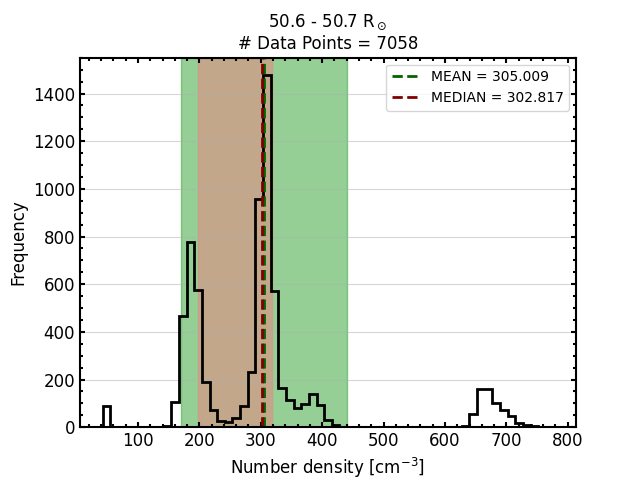 50.6 - 50.7 R⊙
# Data Points = 7058
MEAN = 305.009
MEDIAN = 302.817
Frequency
1400
1200
1000
800
600
400
200
0
100 200 300 400 500 600 700 800
Number density [cm⁻³]